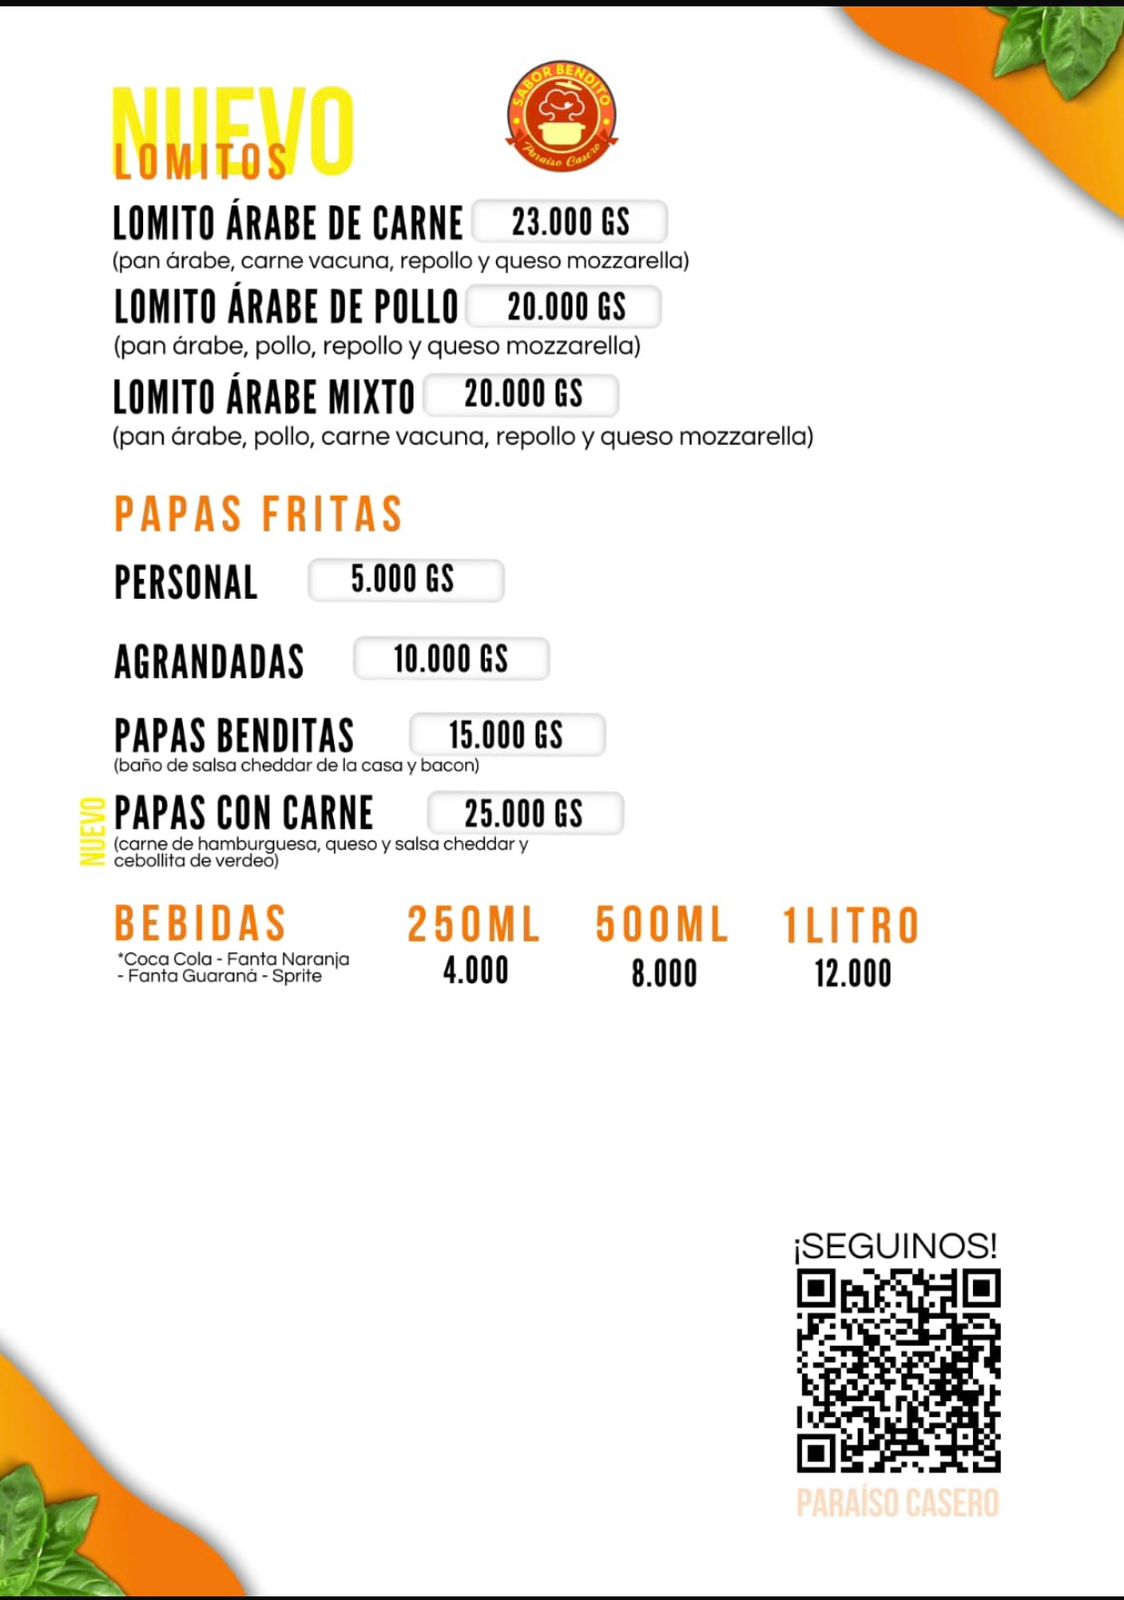 NUEVO
LOMITOS
SABOR BENDITO
Paraíso Casero
LOMITO ÁRABE DE CARNE 23.000 GS
(pan árabe, carne vacuna, repollo y queso mozzarella)
LOMITO ÁRABE DE POLLO 20.000 GS
(pan árabe, pollo, repollo y queso mozzarella)
LOMITO ÁRABE MIXTO 20.000 GS
(pan árabe, pollo, carne vacuna, repollo y queso mozzarella)
PAPAS FRITAS
PERSONAL 5.000 GS
AGRANDADAS 10.000 GS
PAPAS BENDITAS 15.000 GS
(baño de salsa cheddar de la casa y bacon)
NUEVO
PAPAS CON CARNE 25.000 GS
(carne de hamburguesa, queso y salsa cheddar y
cebollita de verdeo)
BEBIDAS 250ML 500ML 1LITRO
*Coca Cola - Fanta Naranja
- Fanta Guaraná - Sprite
4.000 8.000 12.000
¡SEGUINOS!
PARAÍSO CASERO